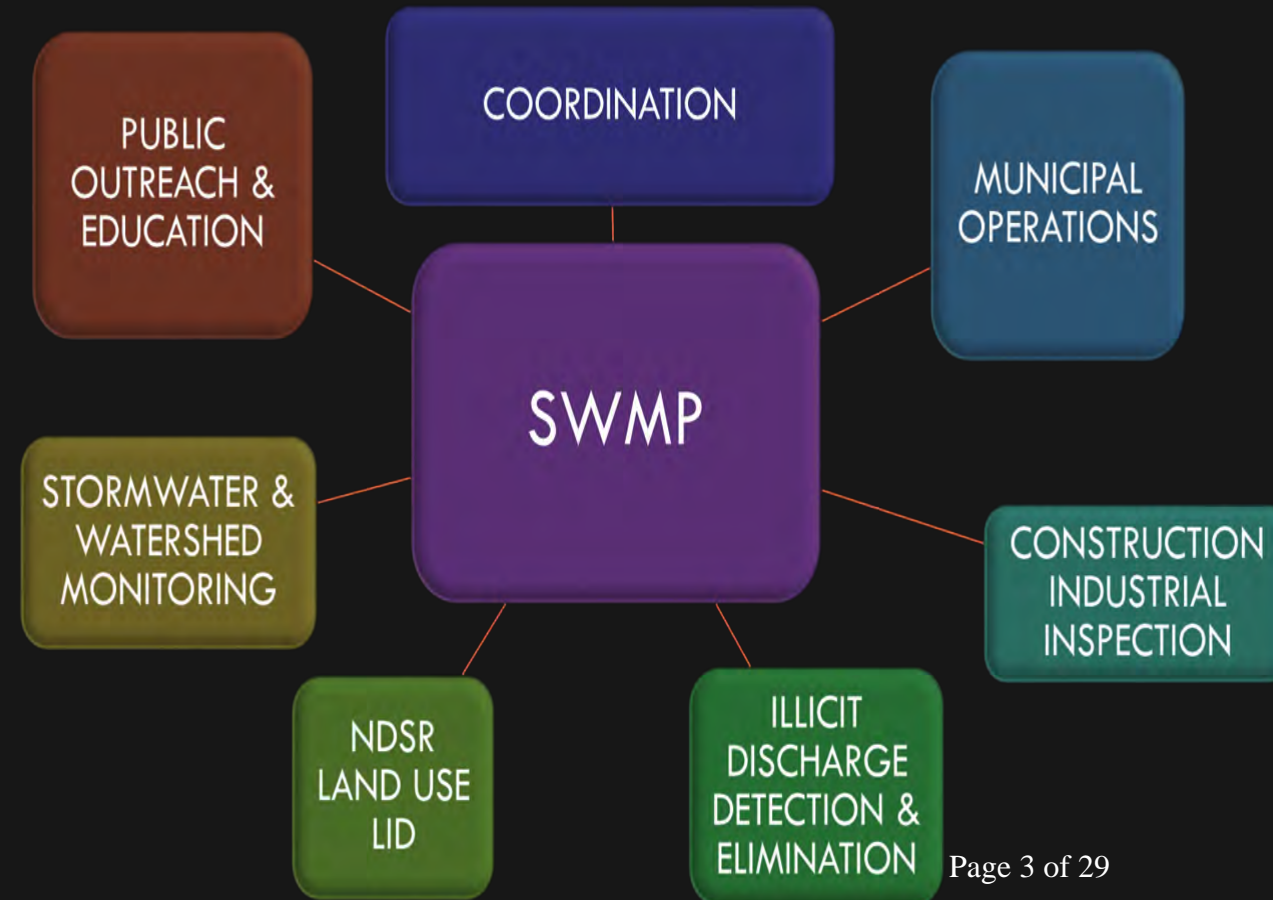 PUBLIC
OUTREACH &
EDUCATION
COORDINATION
MUNICIPAL
OPERATIONS
SWMP
STORMWATER &
WATERSHED
MONITORING
CONSTRUCTION
INDUSTRIAL
INSPECTION
NDSR
LAND USE
LID
ILLICIT
DISCHARGE
DETECTION &
ELIMINATION
Page 3 of 29